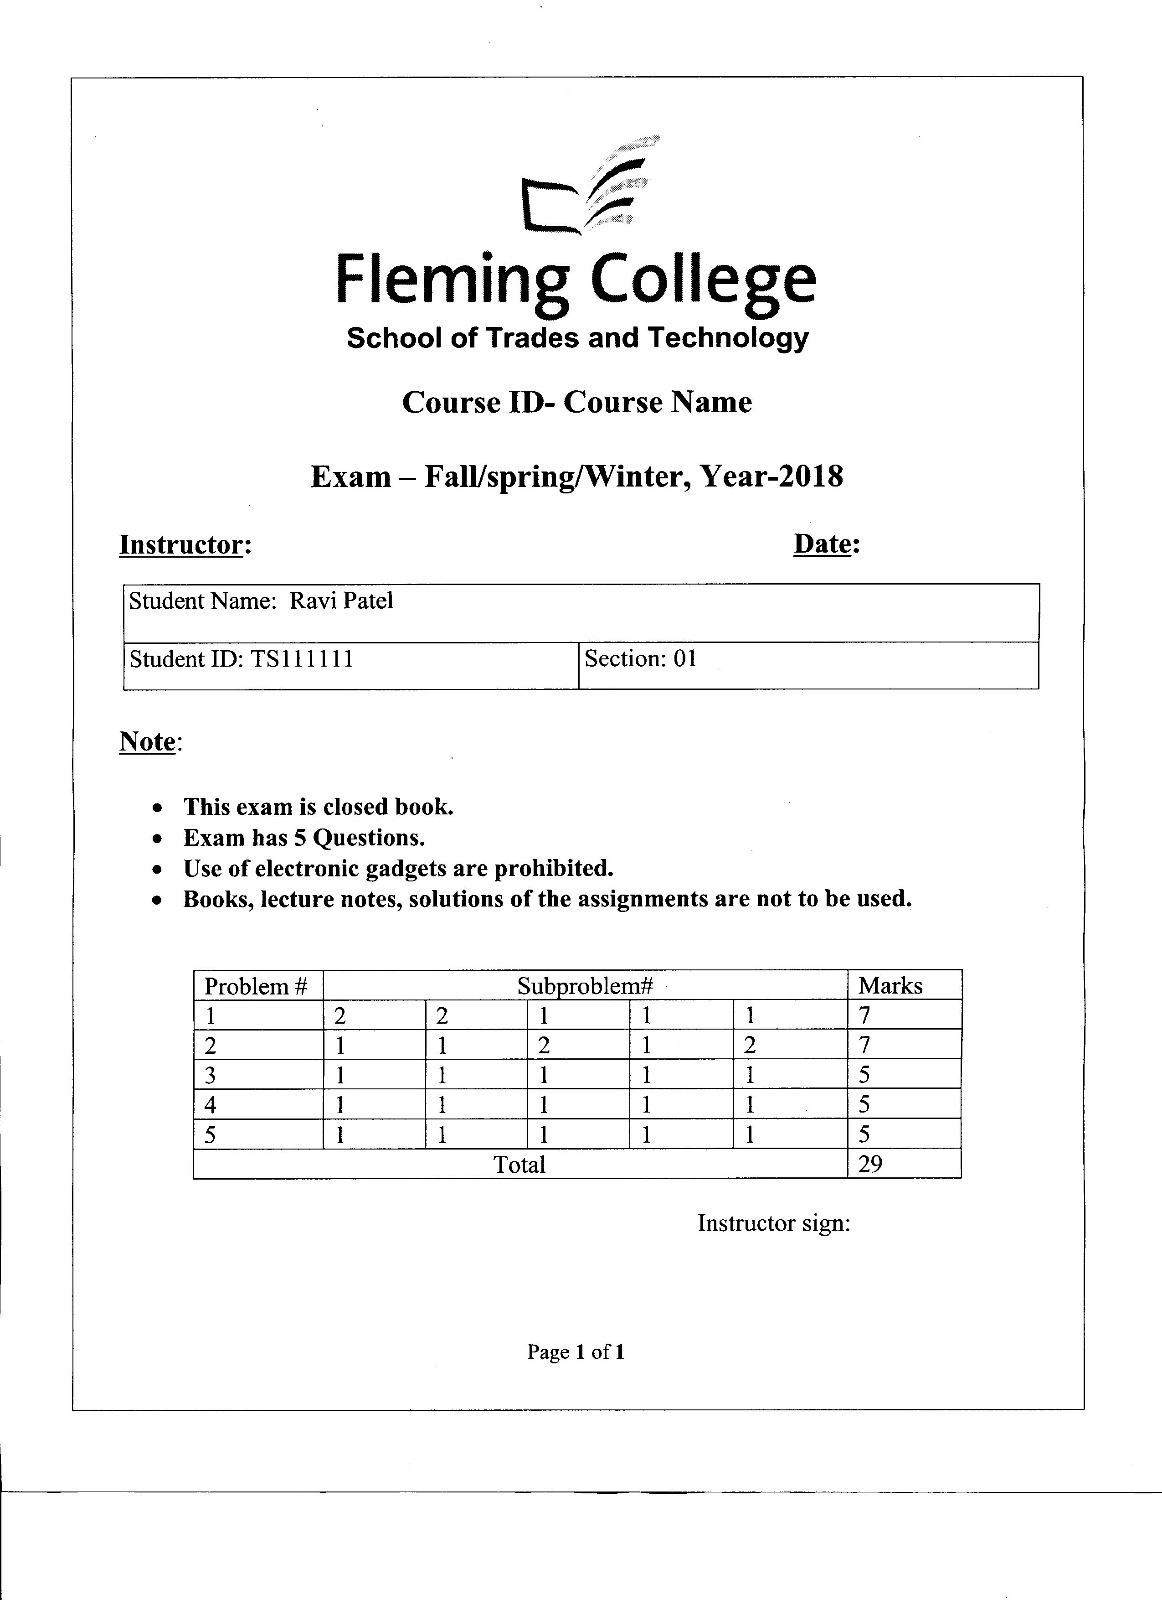 Fleming College
School of Trades and Technology
Course ID- Course Name
Exam – Fall/spring/Winter, Year-2018
Instructor: Date:
Student Name: Ravi Patel
Student ID: TS111111 Section: 01
Note:
• This exam is closed book.
• Exam has 5 Questions.
• Use of electronic gadgets are prohibited.
• Books, lecture notes, solutions of the assignments are not to be used.
Problem # Subproblem# Marks
1 2 2 1 1 1 7
2 1 1 2 1 2 7
3 1 1 1 1 1 5
4 1 1 1 1 1 5
5 1 1 1 1 1 5
Total 29
Instructor sign:
Page 1 of 1